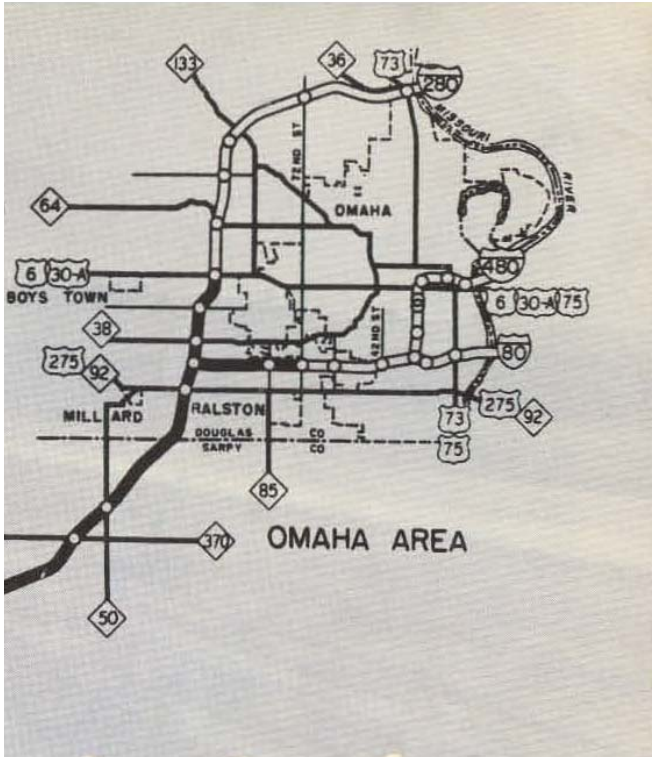 133
36
73
280
MISSOURI
RIVER
72ND ST
64
OMAHA
480
6 30-A
BOYS TOWN
6 30-A 75
38
42ND ST
275
92
80
MILLARD
RALSTON
275
92
73
DOUGLAS CO
SARPY CO
75
85
370
OMAHA AREA
50